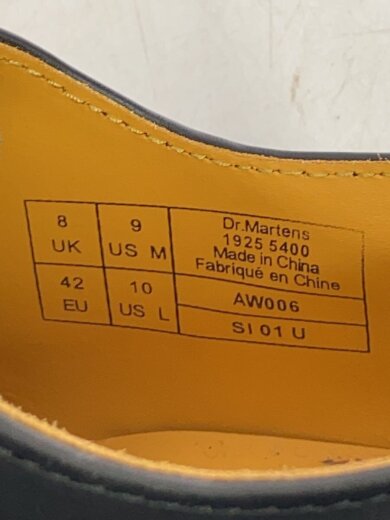 8
UK
9
US M
Dr.Martens
1925 5400
Made in China
Fabriqué en Chine
42
EU
10
US L
AW006
SI 01 U